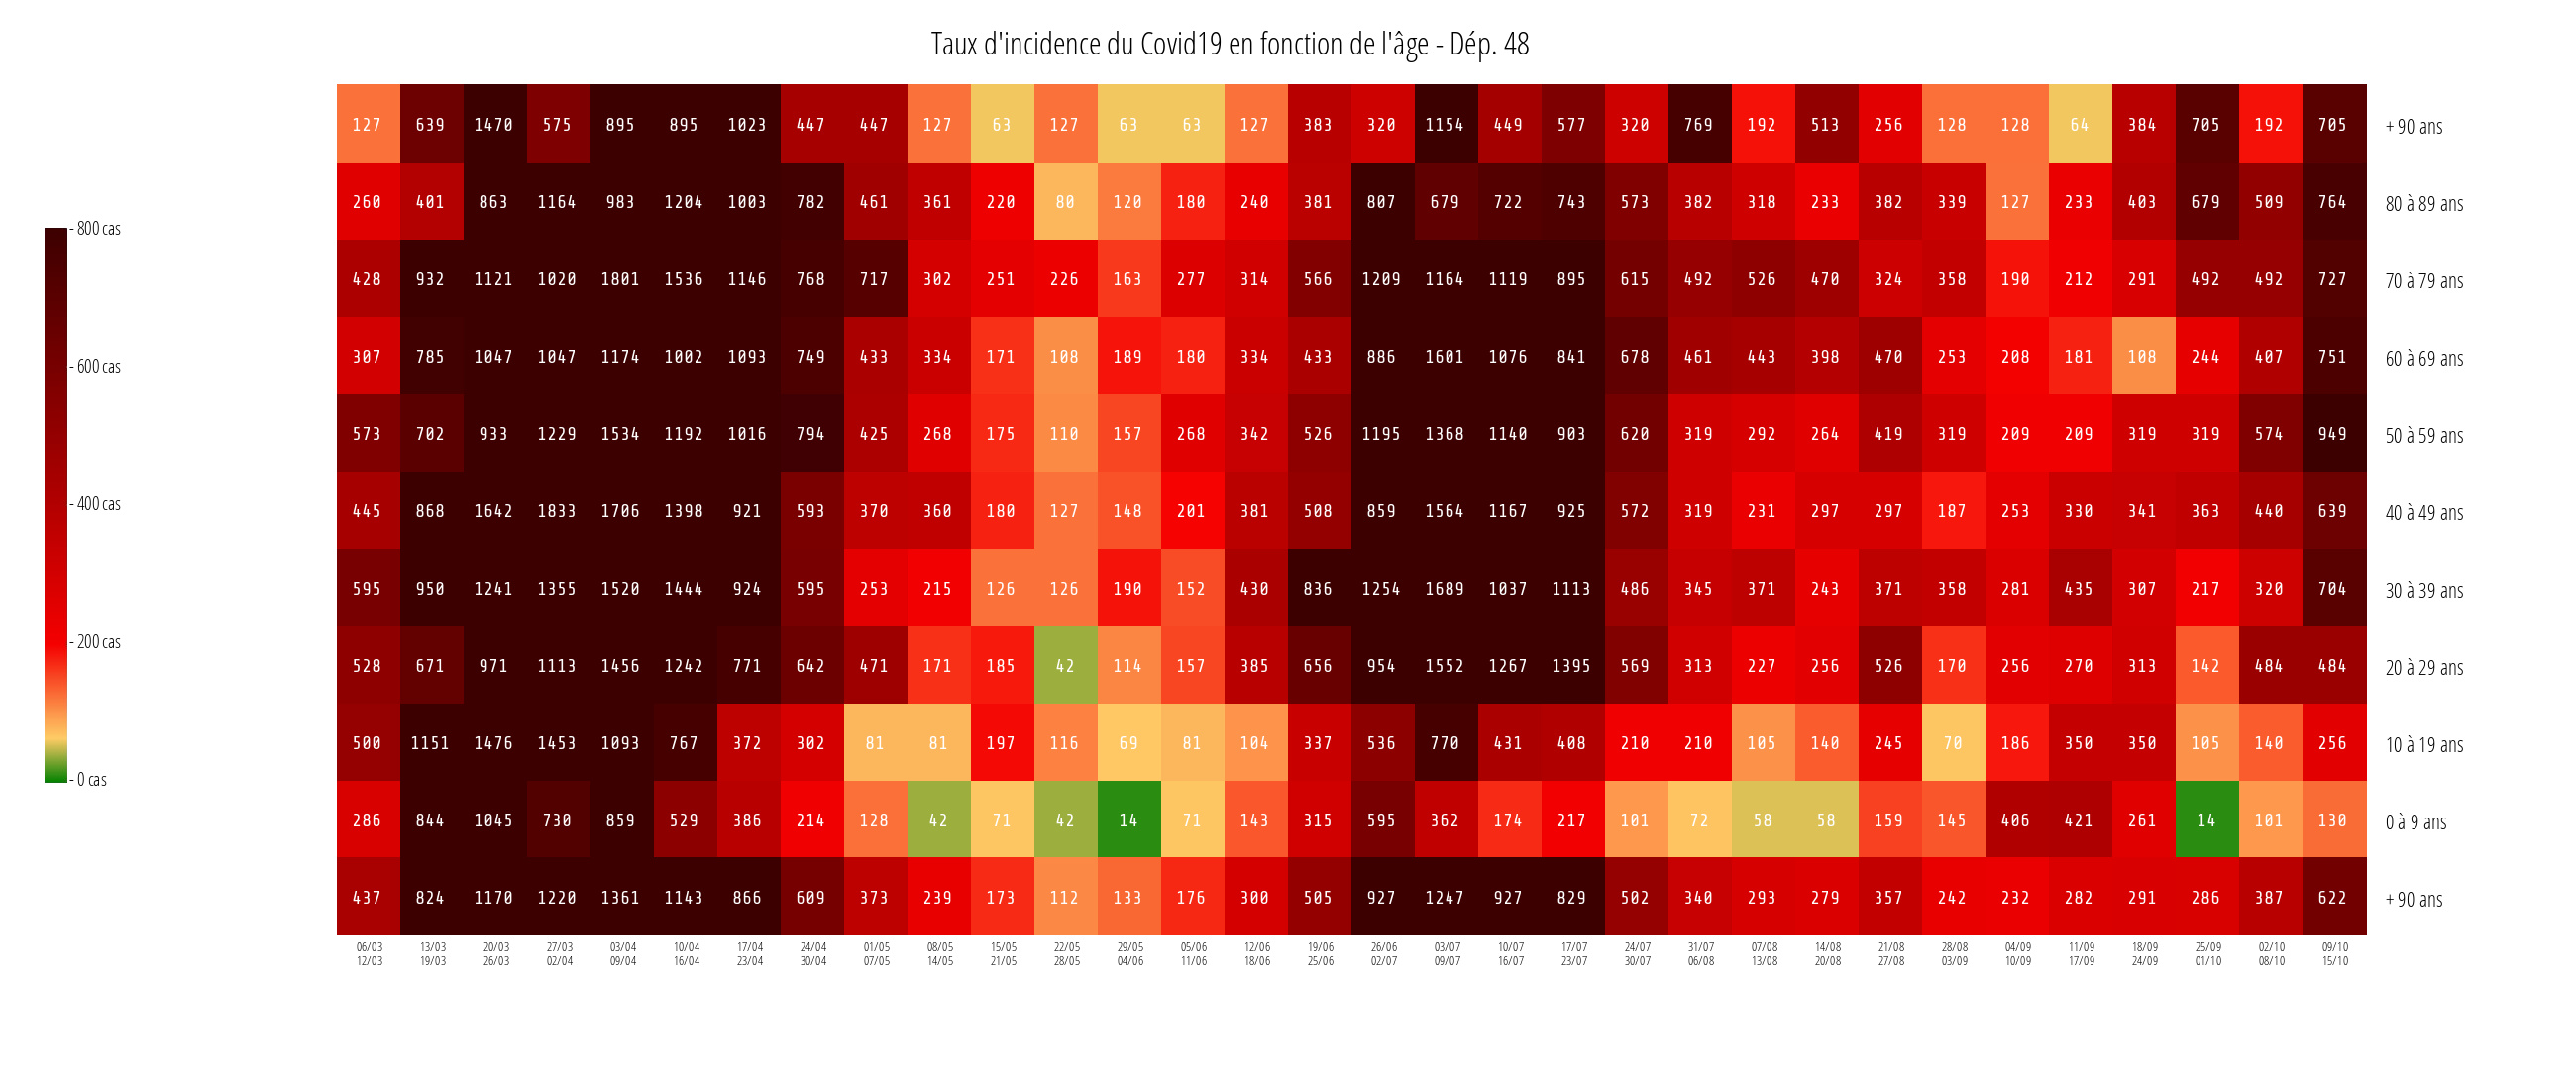 Taux d'incidence du Covid19 en fonction de l'âge - Dép. 48
127 639 1470 575 895 895 1023 447 447 127 63 127 63 63 127 383 320 1154 449 577 320 769 192 513 256 128 128 64 384 705 192 705 + 90 ans
260 401 863 1164 983 1204 1003 782 461 361 220 80 120 180 240 381 807 679 722 743 573 382 318 233 382 339 127 233 403 679 509 764 80 à 89 ans
- 800 cas
428 932 1121 1020 1801 1536 1146 768 717 302 251 226 163 277 314 566 1209 1164 1119 895 615 492 526 470 324 358 190 212 291 492 492 727 70 à 79 ans
307 785 1047 1047 1174 1002 1093 749 433 334 171 108 189 180 334 433 886 1601 1076 841 678 461 443 398 470 253 208 181 108 244 407 751 60 à 69 ans
- 600 cas
573 702 933 1229 1534 1192 1016 794 425 268 175 110 157 268 342 526 1195 1368 1140 903 620 319 292 264 419 319 209 209 319 319 574 949 50 à 59 ans
- 400 cas
445 868 1642 1833 1706 1398 921 593 370 360 180 127 148 201 381 508 859 1564 1167 925 572 319 231 297 297 187 253 330 341 363 440 639 40 à 49 ans
595 950 1241 1355 1520 1444 924 595 253 215 126 126 190 152 430 836 1254 1689 1037 1113 486 345 371 243 371 358 281 435 307 217 320 704 30 à 39 ans
- 200 cas
528 671 971 1113 1456 1242 771 642 471 171 185 42 114 157 385 656 954 1552 1267 1395 569 313 227 256 526 170 256 270 313 142 484 484 20 à 29 ans
500 1151 1476 1453 1093 767 372 302 81 81 197 116 69 81 104 337 536 770 431 408 210 210 105 140 245 70 186 350 350 105 140 256 10 à 19 ans
- 0 cas
286 844 1045 730 859 529 386 214 128 42 71 42 14 71 143 315 595 362 174 217 101 72 58 58 159 145 406 421 261 14 101 130 0 à 9 ans
437 824 1170 1220 1361 1143 866 609 373 239 173 112 133 176 300 505 927 1247 927 829 502 340 293 279 357 242 232 282 291 286 387 622 + 90 ans
06/03 13/03 20/03 27/03 03/04 10/04 17/04 24/04 01/05 08/05 15/05 22/05 29/05 05/06 12/06 19/06 26/06 03/07 10/07 17/07 24/07 31/07 07/08 14/08 21/08 28/08 04/09 11/09 18/09 25/09 02/10 09/10
12/03 19/03 26/03 02/04 09/04 16/04 23/04 30/04 07/05 14/05 21/05 28/05 04/06 11/06 18/06 25/06 02/07 09/07 16/07 23/07 30/07 06/08 13/08 20/08 27/08 03/09 10/09 17/09 24/09 01/10 08/10 15/10